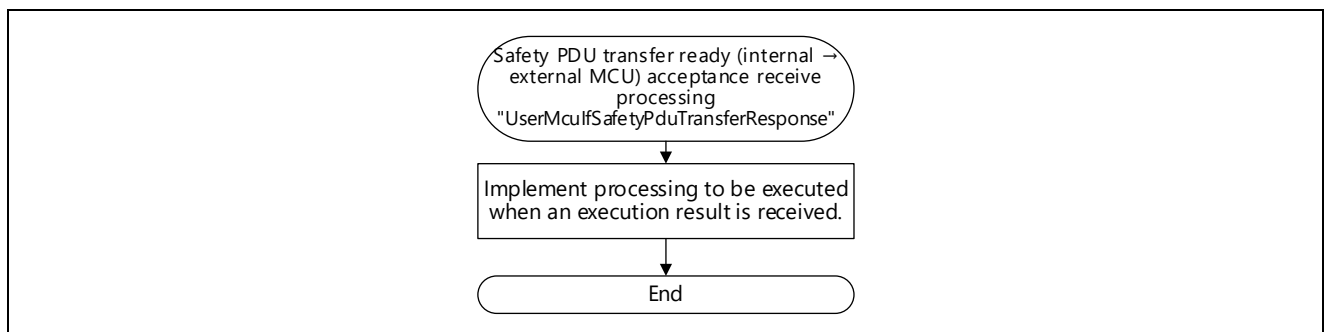 Safety PDU transfer ready (internal →
external MCU) acceptance receive
processing
"UserMcuIfSafetyPduTransferResponse"
Implement processing to be executed
when an execution result is received.
End